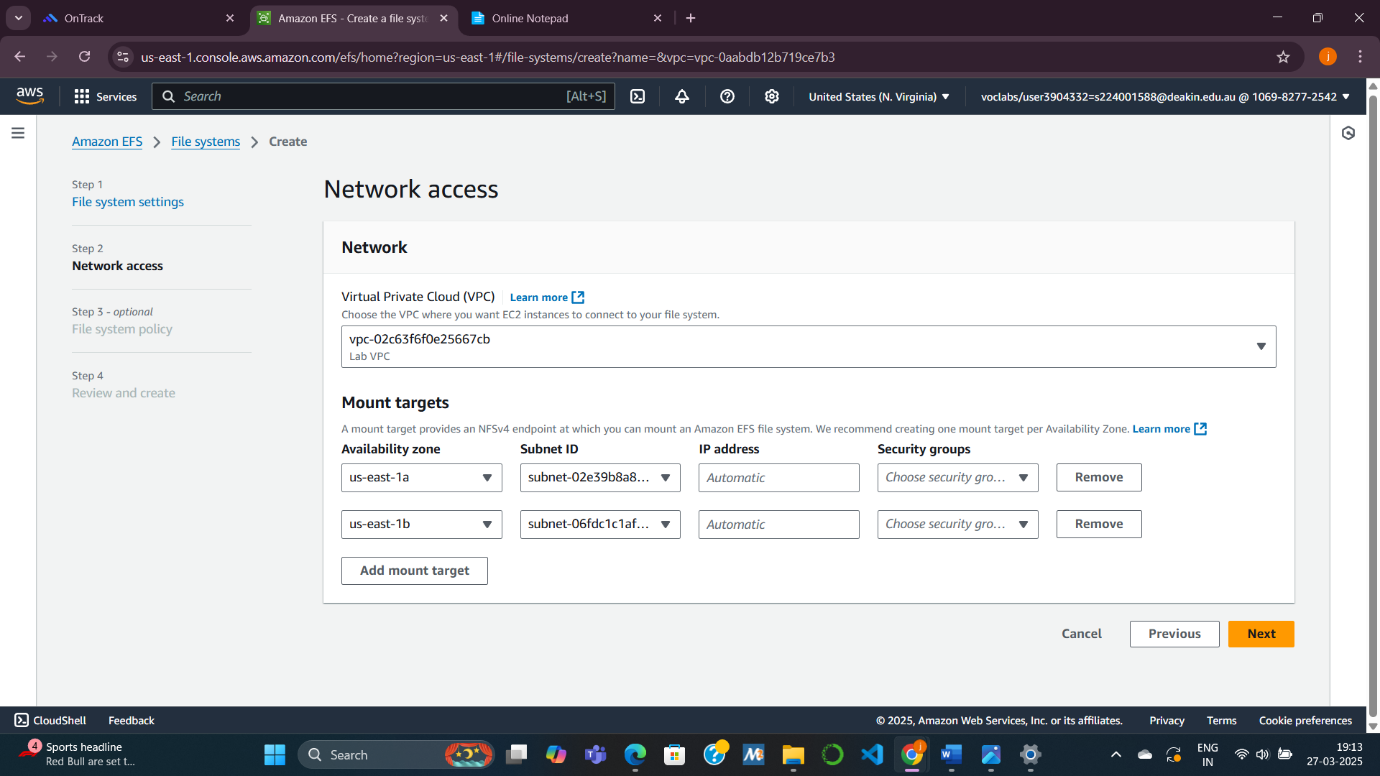 OnTrack
Amazon EFS - Create a file syste
Online Notepad
us-east-1.console.aws.amazon.com/efs/home?region=us-east-1#/file-systems/create?name=&vpc=vpc-0aabdb12b719ce7b3
j
aws
Services
Search
[Alt+S]
United States (N. Virginia)
voclabs/user3904332=s224001588@deakin.edu.au @ 1069-8277-2542
Amazon EFS
File systems
Create
Step 1
File system settings
Step 2
Network access
Step 3 - optional
File system policy
Step 4
Review and create
Network access
Network
Virtual Private Cloud (VPC)
Learn more
Choose the VPC where you want EC2 instances to connect to your file system.
vpc-02c63f6f0e25667cb
Lab VPC
Mount targets
A mount target provides an NFSv4 endpoint at which you can mount an Amazon EFS file system. We recommend creating one mount target per Availability Zone. Learn more
Availability zone Subnet ID IP address Security groups
us-east-1a subnet-02e39b8a8... Automatic Choose security gro... Remove
us-east-1b subnet-06fdc1c1af... Automatic Choose security gro... Remove
Add mount target
Cancel
Previous
Next
CloudShell
Feedback
© 2025, Amazon Web Services, Inc. or its affiliates.
Privacy
Terms
Cookie preferences
4
Sports headline
Red Bull are set t...
Search
ENG
IN
19:13
27-03-2025